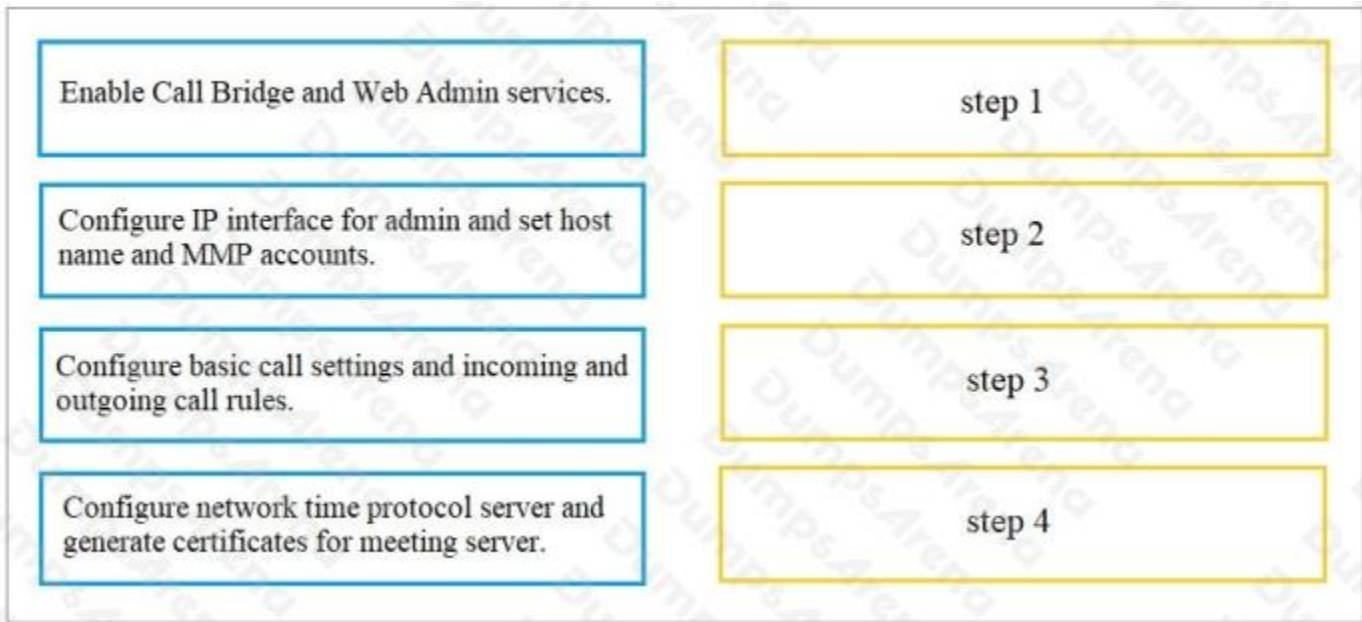 Enable Call Bridge and Web Admin services.
step 1
Configure IP interface for admin and set host
name and MMP accounts.
step 2
Configure basic call settings and incoming and
outgoing call rules.
step 3
Configure network time protocol server and
generate certificates for meeting server.
step 4
DumpsArena